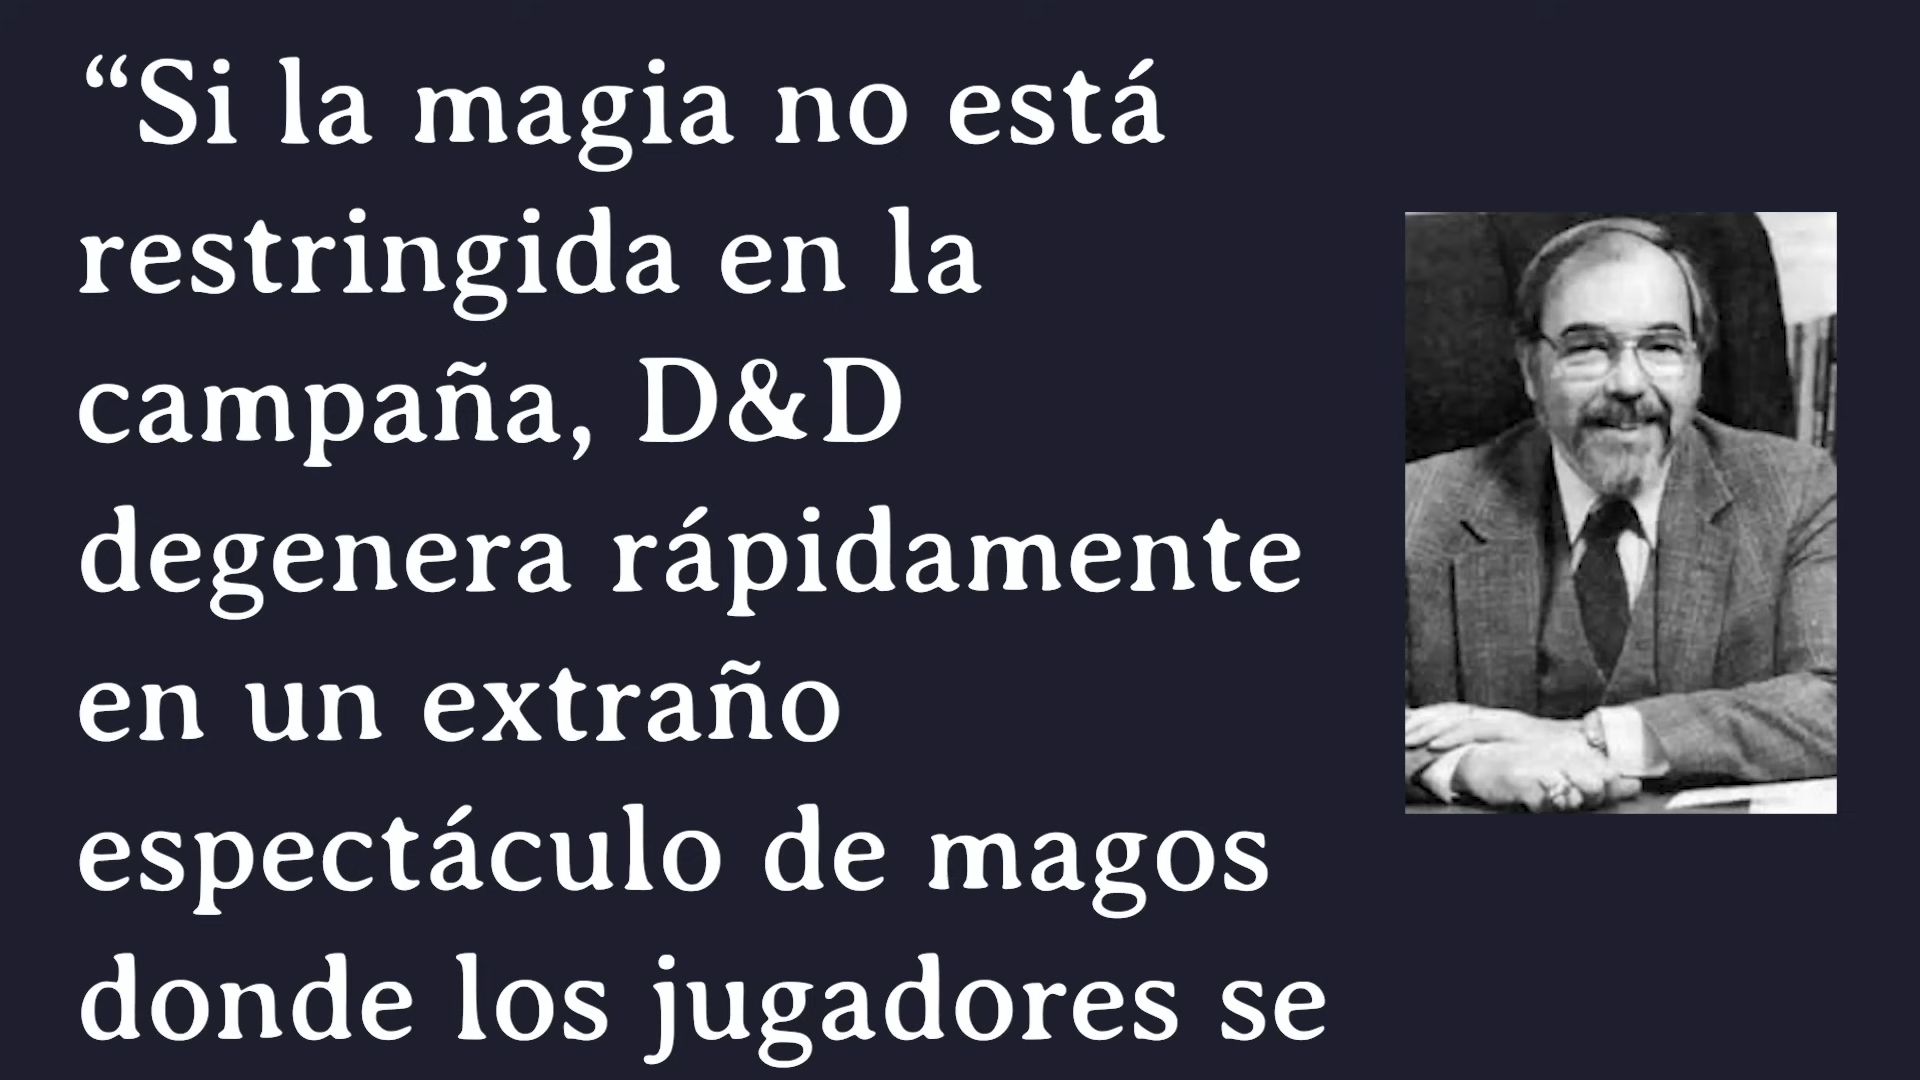 “Si la magia no está
restringida en la
campaña, D&D
degenera rápidamente
en un extraño
espectáculo de magos
donde los jugadores se